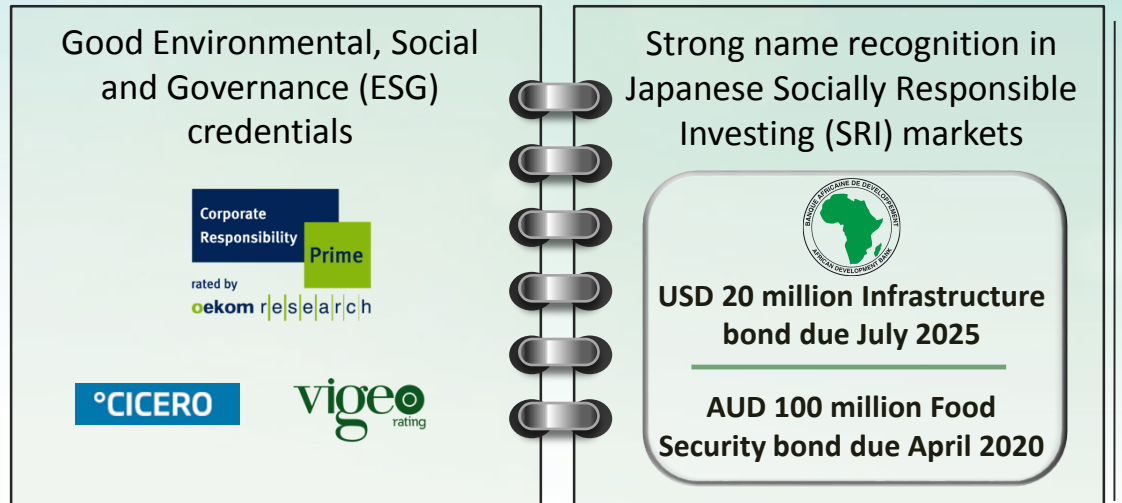 Good Environmental, Social
and Governance (ESG)
credentials
Corporate
Responsibility
Prime
rated by
oekom r|e|s|e|a|r|c|h
°CICERO
vigeo
rating
Strong name recognition in
Japanese Socially Responsible
Investing (SRI) markets
BANQUE AFRICAINE DE DEVELOPPEMENT
AFRICAN DEVELOPMENT BANK
USD 20 million Infrastructure
bond due July 2025
AUD 100 million Food
Security bond due April 2020